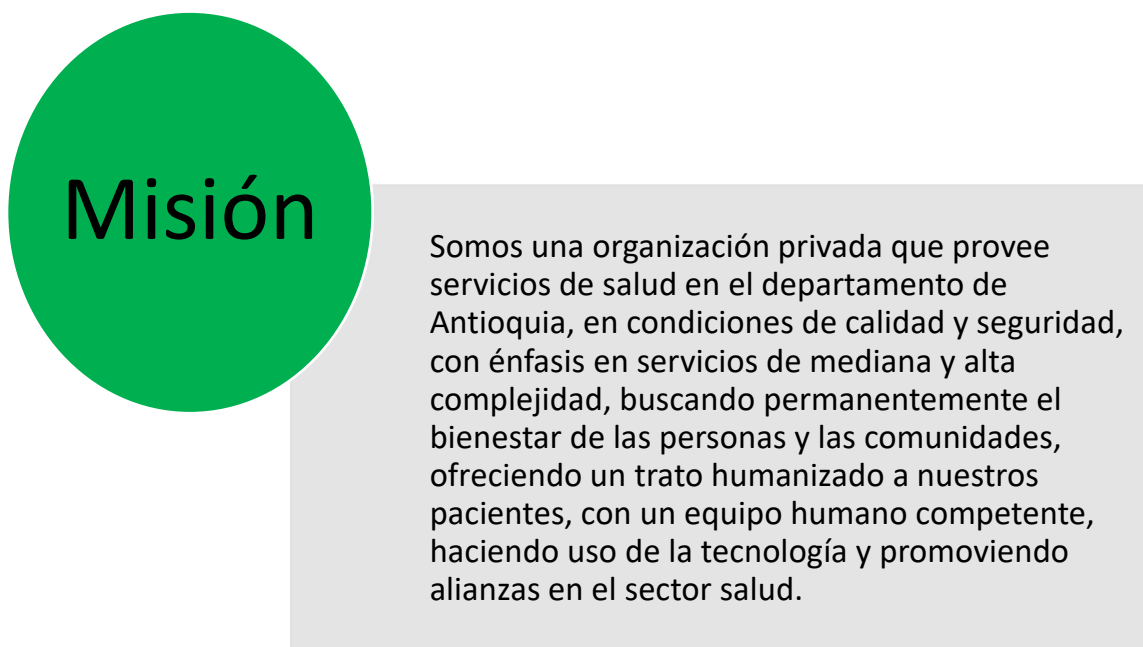 Misión
Somos una organización privada que provee
servicios de salud en el departamento de
Antioquia, en condiciones de calidad y seguridad,
con énfasis en servicios de mediana y alta
complejidad, buscando permanentemente el
bienestar de las personas y las comunidades,
ofreciendo un trato humanizado a nuestros
pacientes, con un equipo humano competente,
haciendo uso de la tecnología y promoviendo
alianzas en el sector salud.